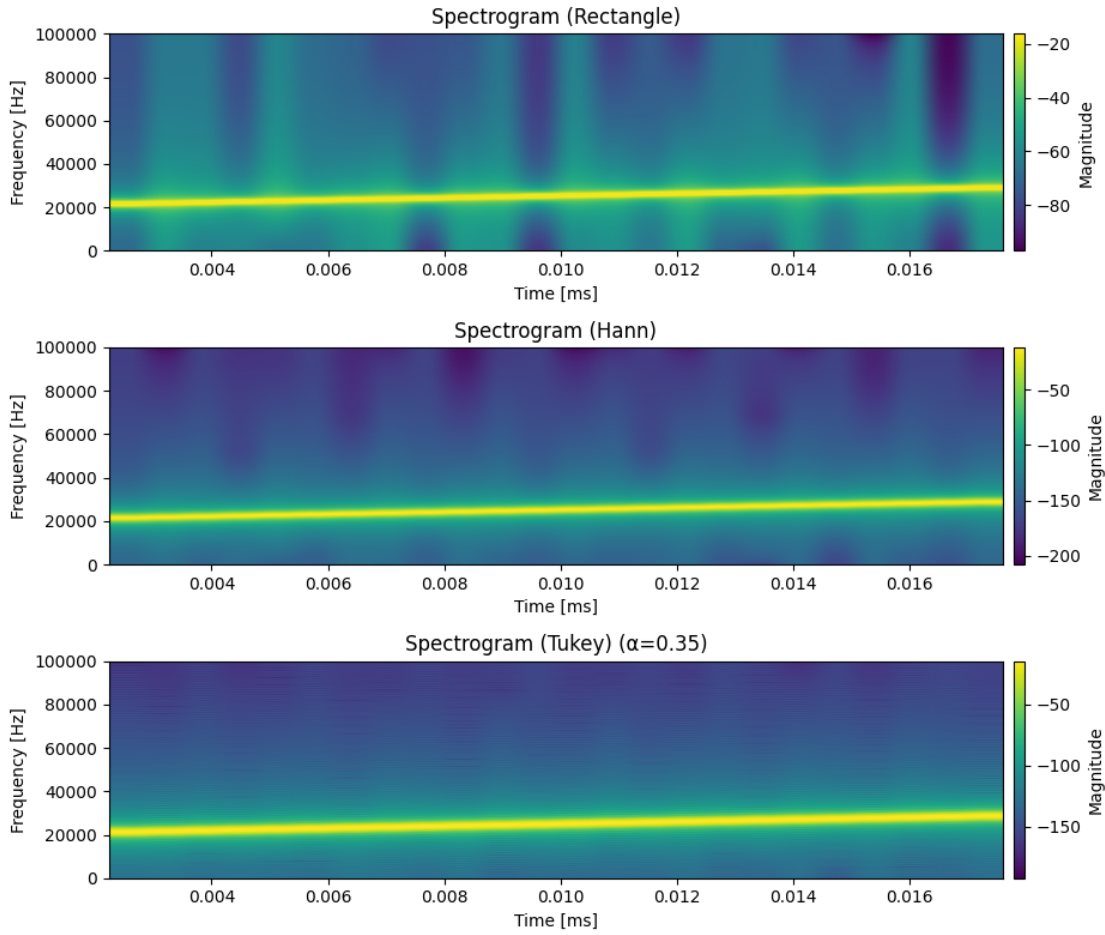 Spectrogram (Rectangle)
100000
80000
60000
40000
20000
0
Frequency [Hz]
0.004 0.006 0.008 0.010 0.012 0.014 0.016
Time [ms]
−20
−40
−60
−80
Magnitude
Spectrogram (Hann)
100000
80000
60000
40000
20000
0
Frequency [Hz]
0.004 0.006 0.008 0.010 0.012 0.014 0.016
Time [ms]
−50
−100
−150
−200
Magnitude
Spectrogram (Tukey) (α=0.35)
100000
80000
60000
40000
20000
0
Frequency [Hz]
0.004 0.006 0.008 0.010 0.012 0.014 0.016
Time [ms]
−50
−100
−150
Magnitude